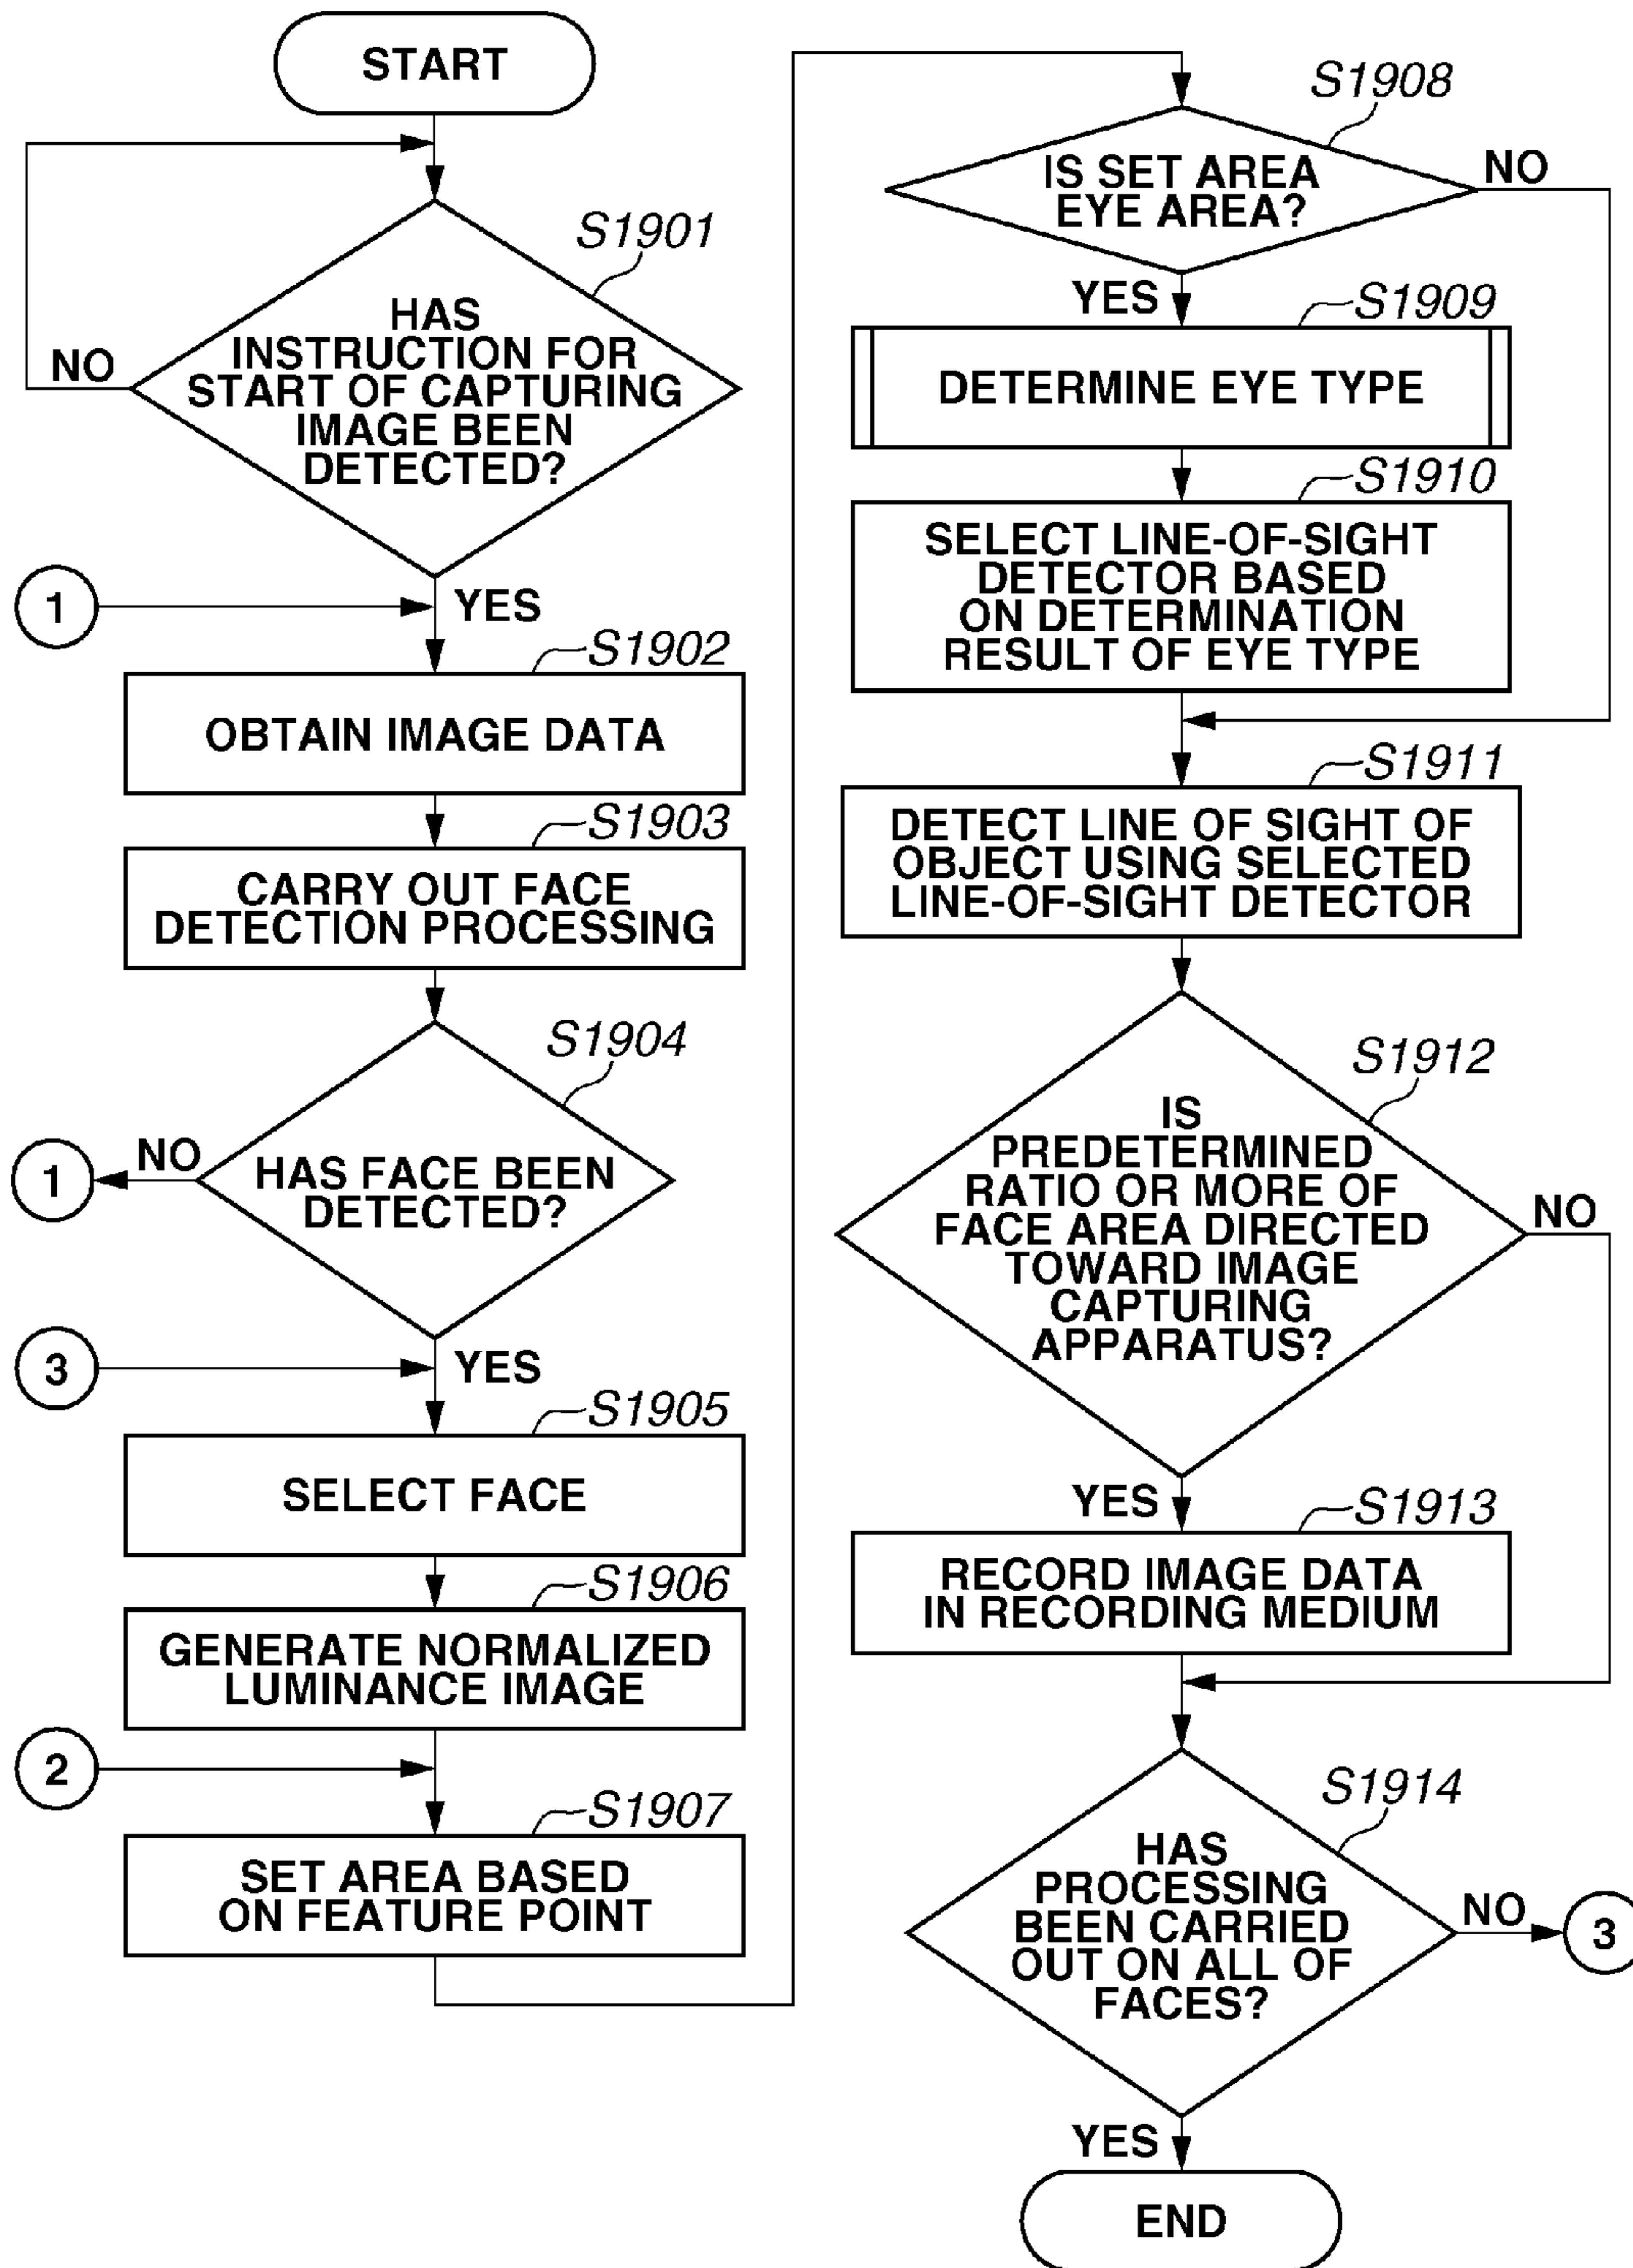 START
S1901
HAS
INSTRUCTION FOR
START OF CAPTURING
IMAGE BEEN
DETECTED?
NO
1
YES
S1902
OBTAIN IMAGE DATA
S1903
CARRY OUT FACE
DETECTION PROCESSING
S1904
HAS FACE BEEN
DETECTED?
NO
1
3
YES
S1905
SELECT FACE
S1906
GENERATE NORMALIZED
LUMINANCE IMAGE
2
S1907
SET AREA BASED
ON FEATURE POINT
S1908
IS SET AREA
EYE AREA?
NO
YES
S1909
DETERMINE EYE TYPE
S1910
SELECT LINE-OF-SIGHT
DETECTOR BASED
ON DETERMINATION
RESULT OF EYE TYPE
S1911
DETECT LINE OF SIGHT OF
OBJECT USING SELECTED
LINE-OF-SIGHT DETECTOR
S1912
IS
PREDETERMINED
RATIO OR MORE OF
FACE AREA DIRECTED
TOWARD IMAGE
CAPTURING
APPARATUS?
NO
YES
S1913
RECORD IMAGE DATA
IN RECORDING MEDIUM
S1914
HAS
PROCESSING
BEEN CARRIED
OUT ON ALL OF
FACES?
NO
3
YES
END